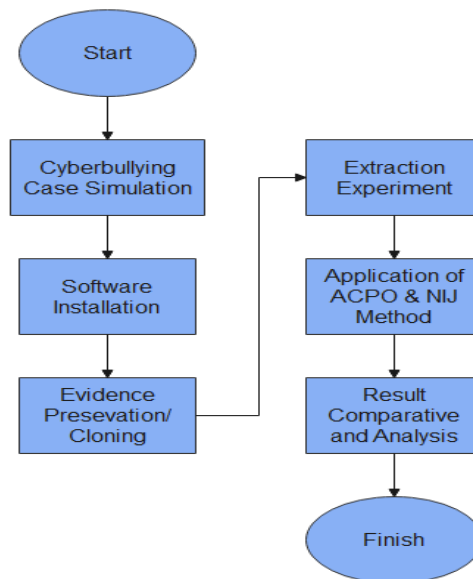 Start
Cyberbullying
Case Simulation
Software
Installation
Evidence
Presevation/
Cloning
Extraction
Experiment
Application of
ACPO & NIJ
Method
Result
Comparative
and Analysis
Finish